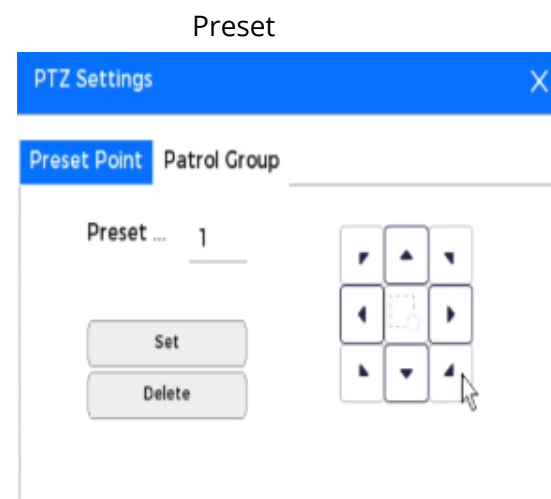 Preset
PTZ Settings X
Preset Point Patrol Group
Preset ... 1
Set
Delete